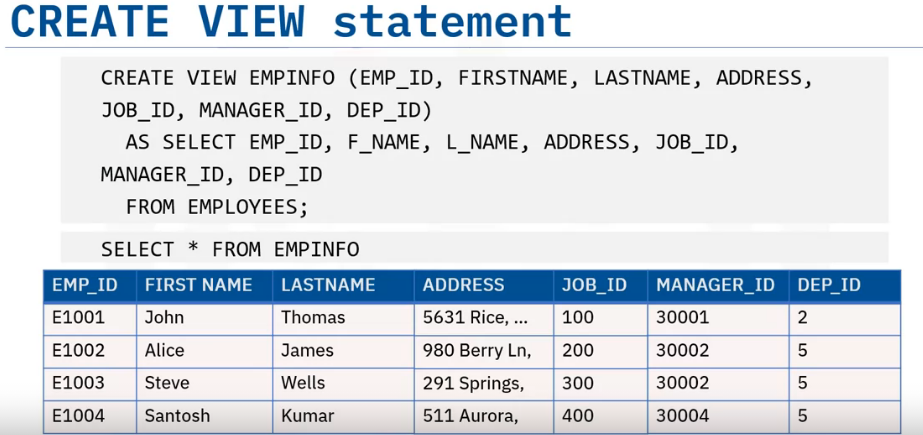 CREATE VIEW statement
CREATE VIEW EMPINFO (EMP_ID, FIRSTNAME, LASTNAME, ADDRESS,
JOB_ID, MANAGER_ID, DEP_ID)
AS SELECT EMP_ID, F_NAME, L_NAME, ADDRESS, JOB_ID,
MANAGER_ID, DEP_ID
FROM EMPLOYEES;
SELECT * FROM EMPINFO
EMP_ID FIRST NAME LASTNAME ADDRESS JOB_ID MANAGER_ID DEP_ID
E1001 John Thomas 5631 Rice, ... 100 30001 2
E1002 Alice James 980 Berry Ln, 200 30002 5
E1003 Steve Wells 291 Springs, 300 30002 5
E1004 Santosh Kumar 511 Aurora, 400 30004 5